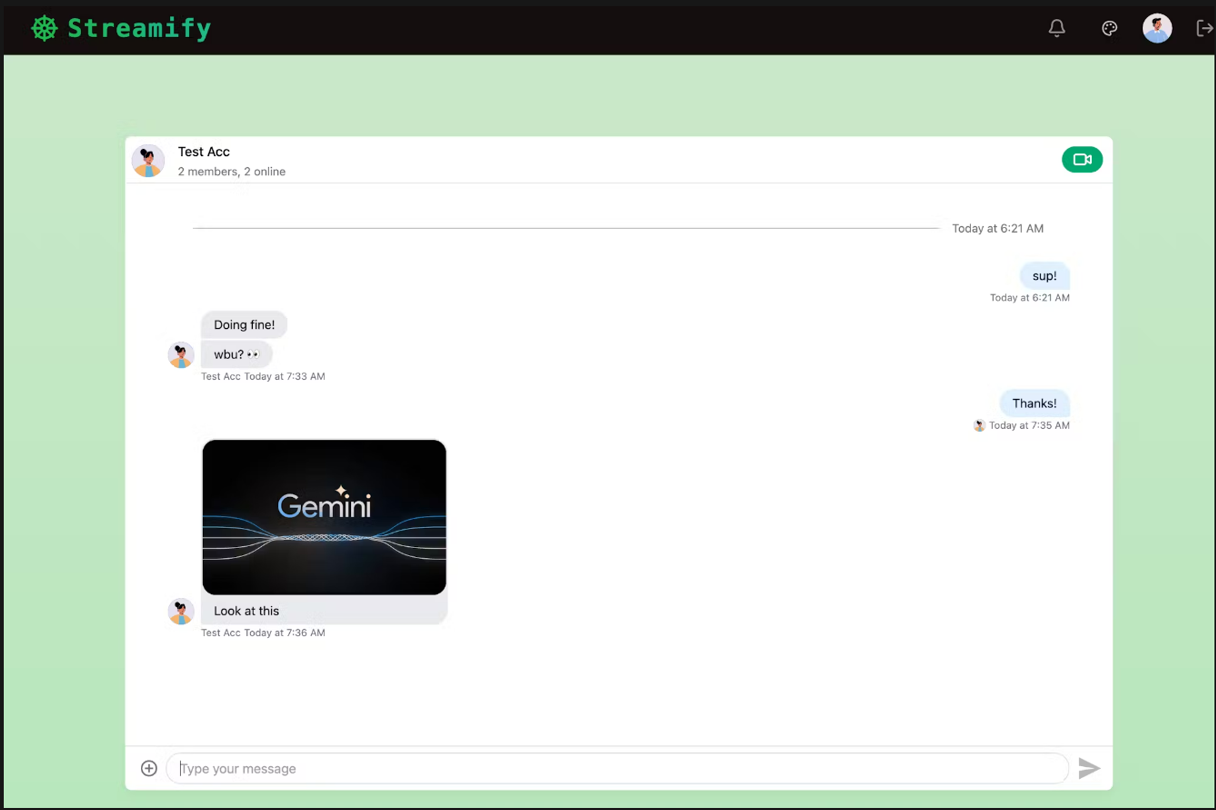 Streamify
Test Acc
2 members, 2 online
Today at 6:21 AM
sup!
Today at 6:21 AM
Doing fine!
wbu? 👀
Test Acc Today at 7:33 AM
Thanks!
Today at 7:35 AM
Gemini
Look at this
Test Acc Today at 7:36 AM
Type your message